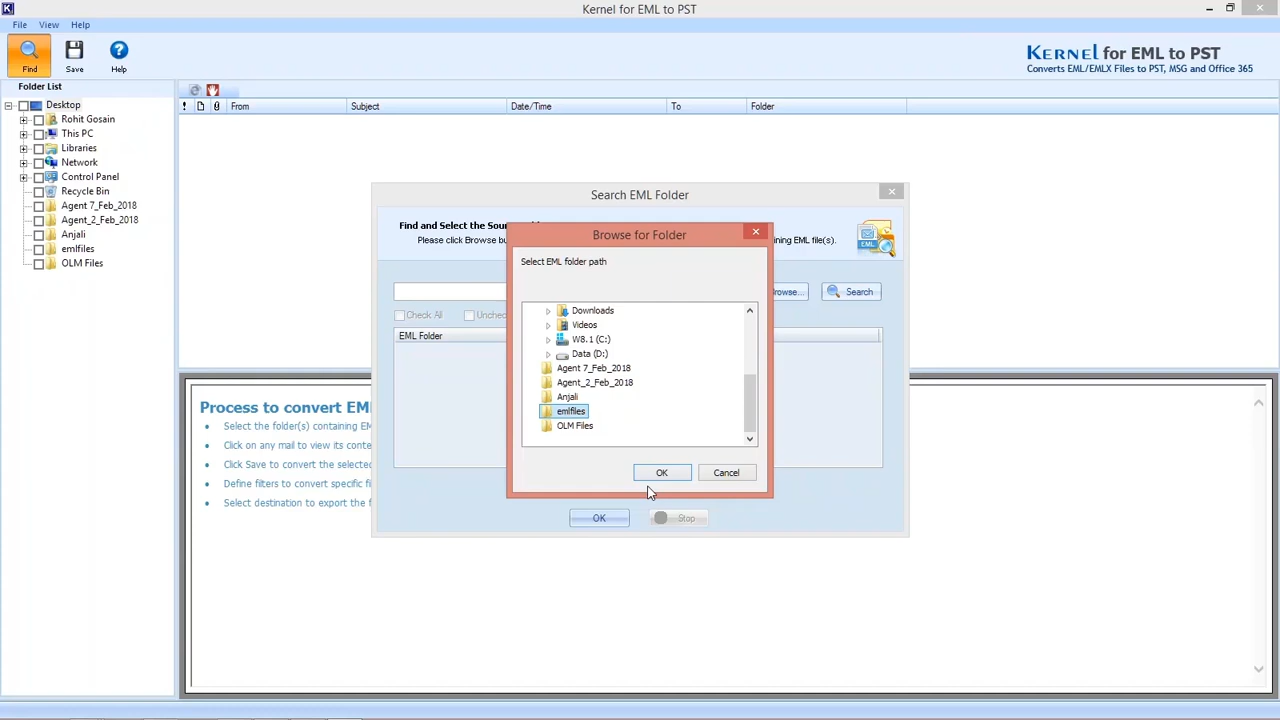 Kernel for EML to PST
File View Help
Find Save Help
KERNEL for EML to PST
Converts EML/EMLX Files to PST, MSG and Office 365
Folder List
From Subject Date/Time To Folder
Desktop
Rohit Gosain
This PC
Libraries
Network
Control Panel
Recycle Bin
Agent 7_Feb_2018
Agent_2_Feb_2018
Anjali
emlfiles
OLM Files
Search EML Folder
Find and Select the Sour
Please click Browse bu
ning EML file(s).
EML
rowse... Search
Check All Unchec
EML Folder
Browse for Folder
Select EML folder path
Downloads
Videos
W8.1 (C:)
Data (D:)
Agent 7_Feb_2018
Agent_2_Feb_2018
Anjali
emlfiles
OLM Files
OK Cancel
OK Stop
Process to convert EM
Select the folder(s) containing EM
Click on any mail to view its conte
Click Save to convert the selected
Define filters to convert specific fi
Select destination to export the f